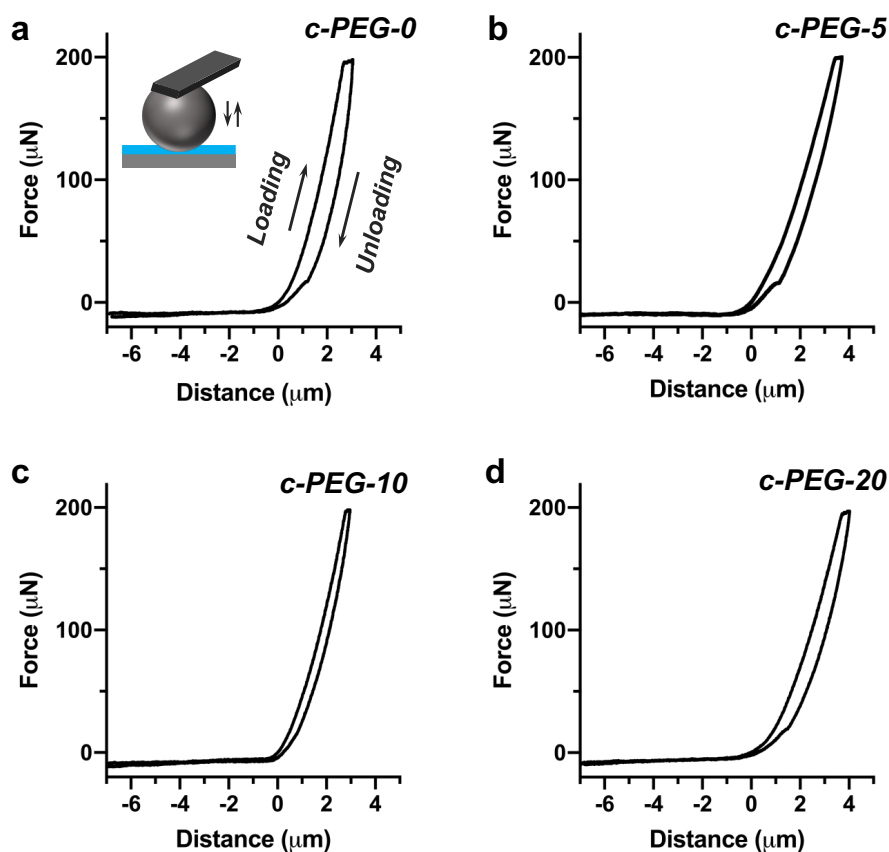 a
c-PEG-0
200
100
0
Force (μN)
Loading
Unloading
-6 -4 -2 0 2 4
Distance (μm)
b
c-PEG-5
200
100
0
Force (μN)
-6 -4 -2 0 2 4
Distance (μm)
c
c-PEG-10
200
100
0
Force (μN)
-6 -4 -2 0 2 4
Distance (μm)
d
c-PEG-20
200
100
0
Force (μN)
-6 -4 -2 0 2 4
Distance (μm)